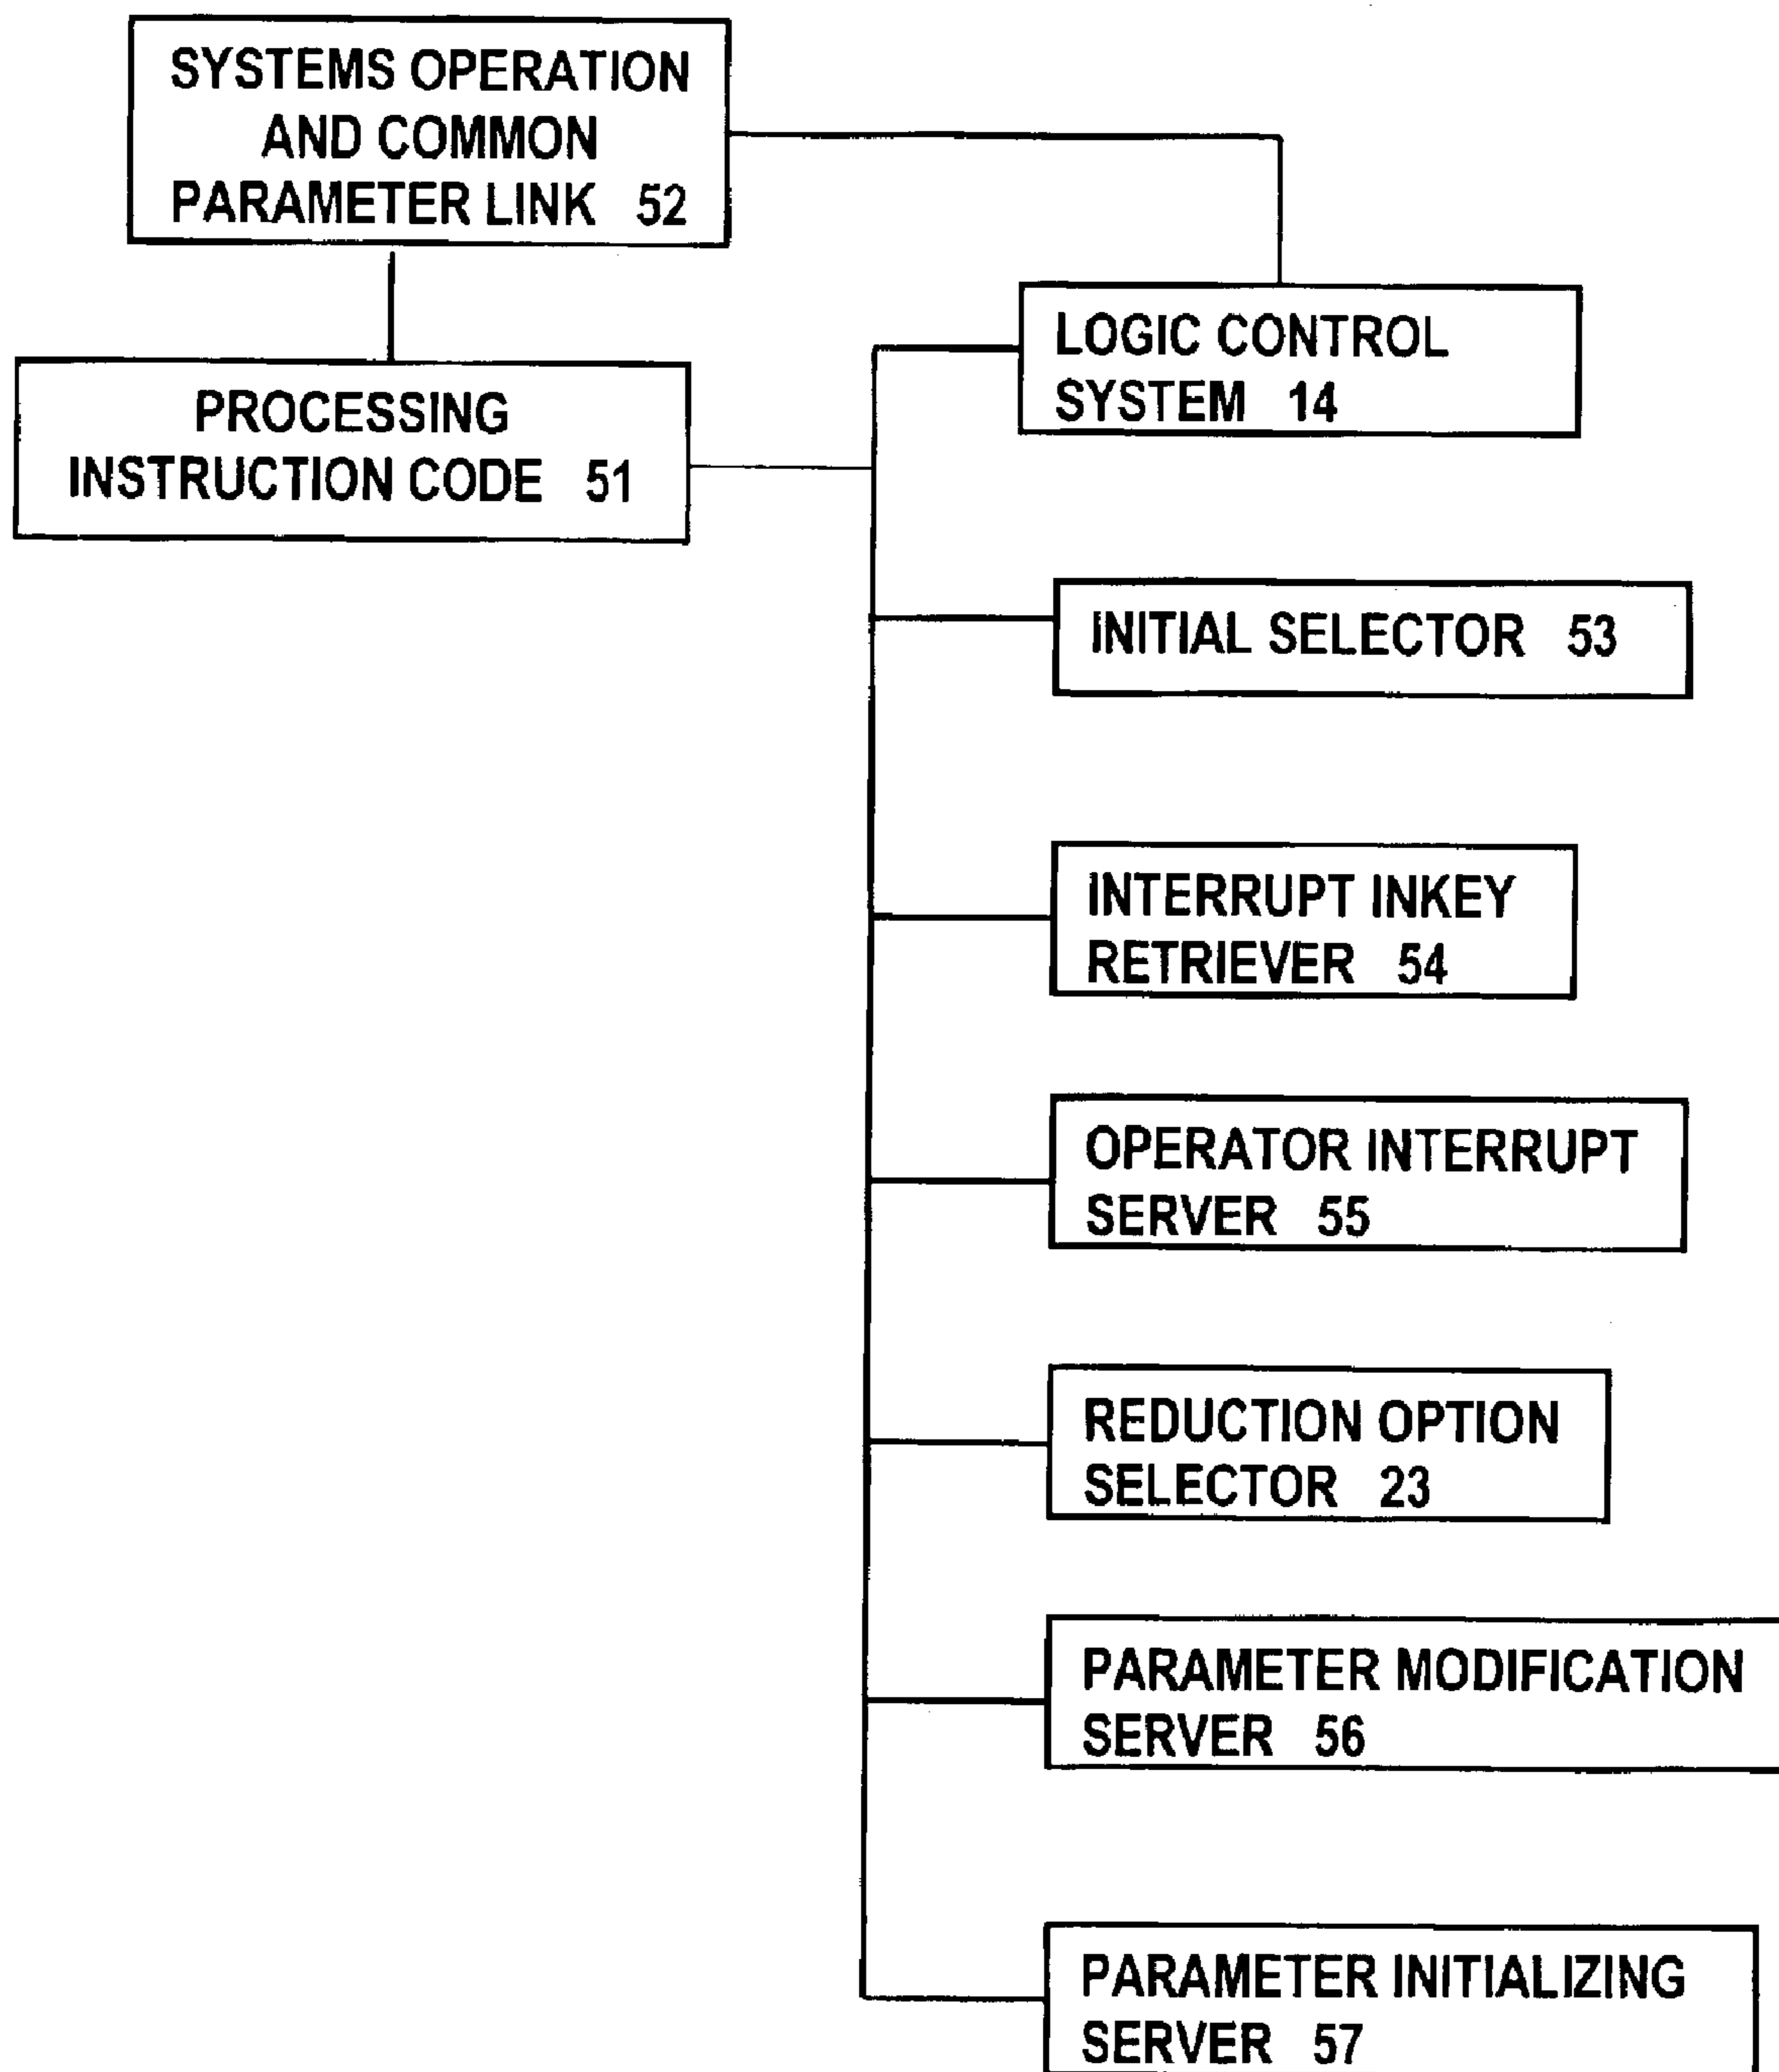 SYSTEMS OPERATION
AND COMMON
PARAMETER LINK 52
LOGIC CONTROL
SYSTEM 14
PROCESSING
INSTRUCTION CODE 51
INITIAL SELECTOR 53
INTERRUPT INKEY
RETRIEVER 54
OPERATOR INTERRUPT
SERVER 55
REDUCTION OPTION
SELECTOR 23
PARAMETER MODIFICATION
SERVER 56
PARAMETER INITIALIZING
SERVER 57